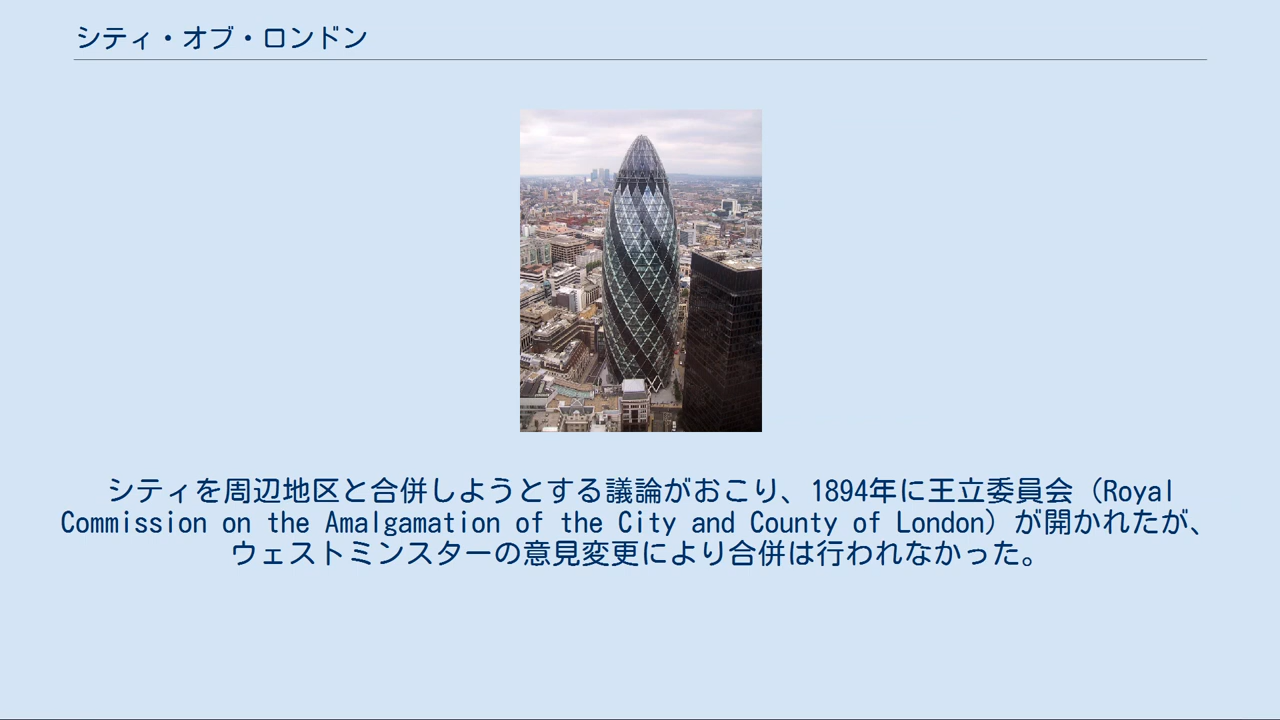 シティ・オブ・ロンドン
シティを周辺地区と合併しようとする議論がおこり、1894年に王立委員会（Royal
Commission on the Amalgamation of the City and County of London）が開かれたが、
ウェストミンスターの意見変更により合併は行われなかった。